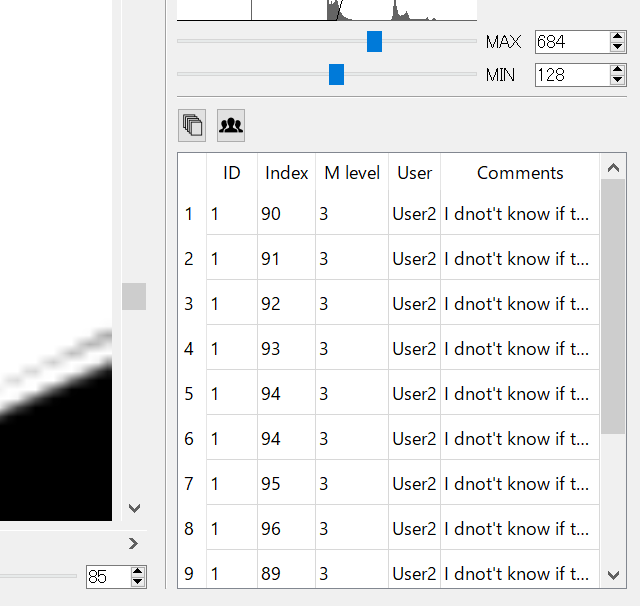 MAX 684
MIN 128
ID Index M level User Comments
1 1 90 3 User2 I dnot't know if t...
2 1 91 3 User2 I dnot't know if t...
3 1 92 3 User2 I dnot't know if t...
4 1 93 3 User2 I dnot't know if t...
5 1 94 3 User2 I dnot't know if t...
6 1 94 3 User2 I dnot't know if t...
7 1 95 3 User2 I dnot't know if t...
8 1 96 3 User2 I dnot't know if t...
9 1 89 3 User2 I dnot't know if t...
85